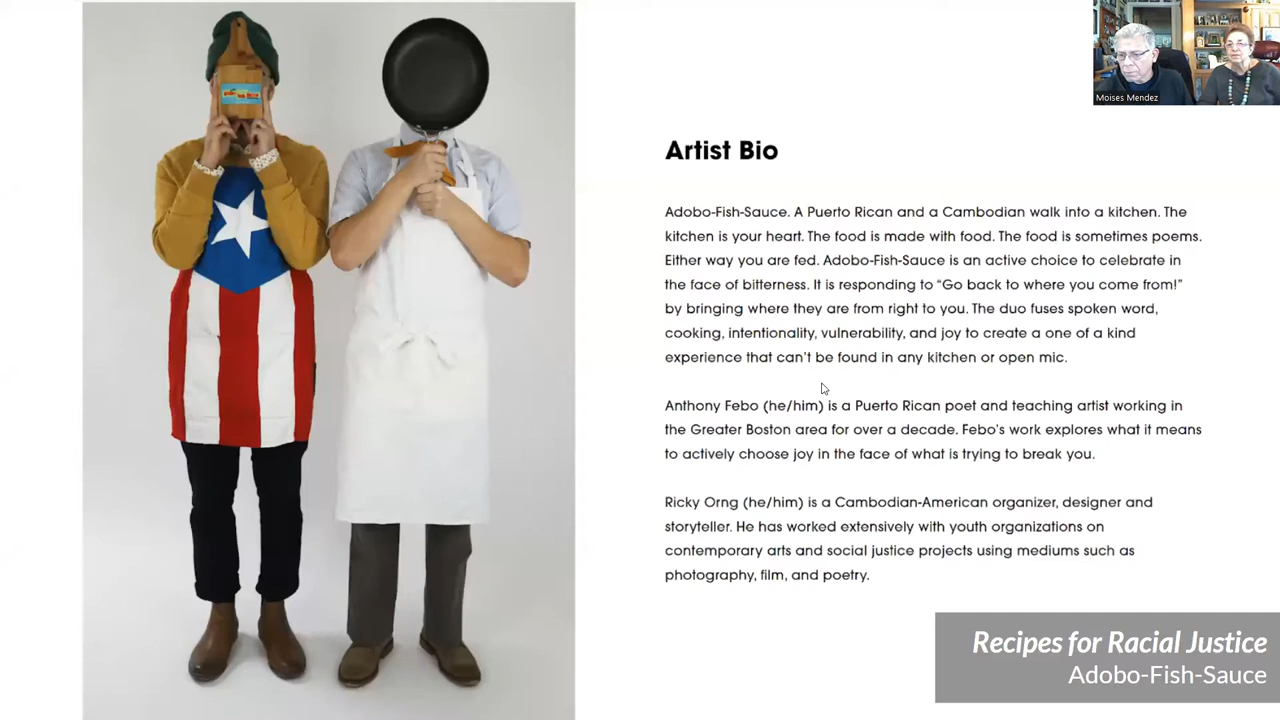 Moises Mendez
Artist Bio
Adobo-Fish-Sauce. A Puerto Rican and a Cambodian walk into a kitchen. The
kitchen is your heart. The food is made with food. The food is sometimes poems.
Either way you are fed. Adobo-Fish-Sauce is an active choice to celebrate in
the face of bitterness. It is responding to “Go back to where you come from!”
by bringing where they are from right to you. The duo fuses spoken word,
cooking, intentionality, vulnerability, and joy to create a one of a kind
experience that can’t be found in any kitchen or open mic.
Anthony Febo (he/him) is a Puerto Rican poet and teaching artist working in
the Greater Boston area for over a decade. Febo’s work explores what it means
to actively choose joy in the face of what is trying to break you.
Ricky Orng (he/him) is a Cambodian-American organizer, designer and
storyteller. He has worked extensively with youth organizations on
contemporary arts and social justice projects using mediums such as
photography, film, and poetry.
Recipes for Racial Justice
Adobo-Fish-Sauce